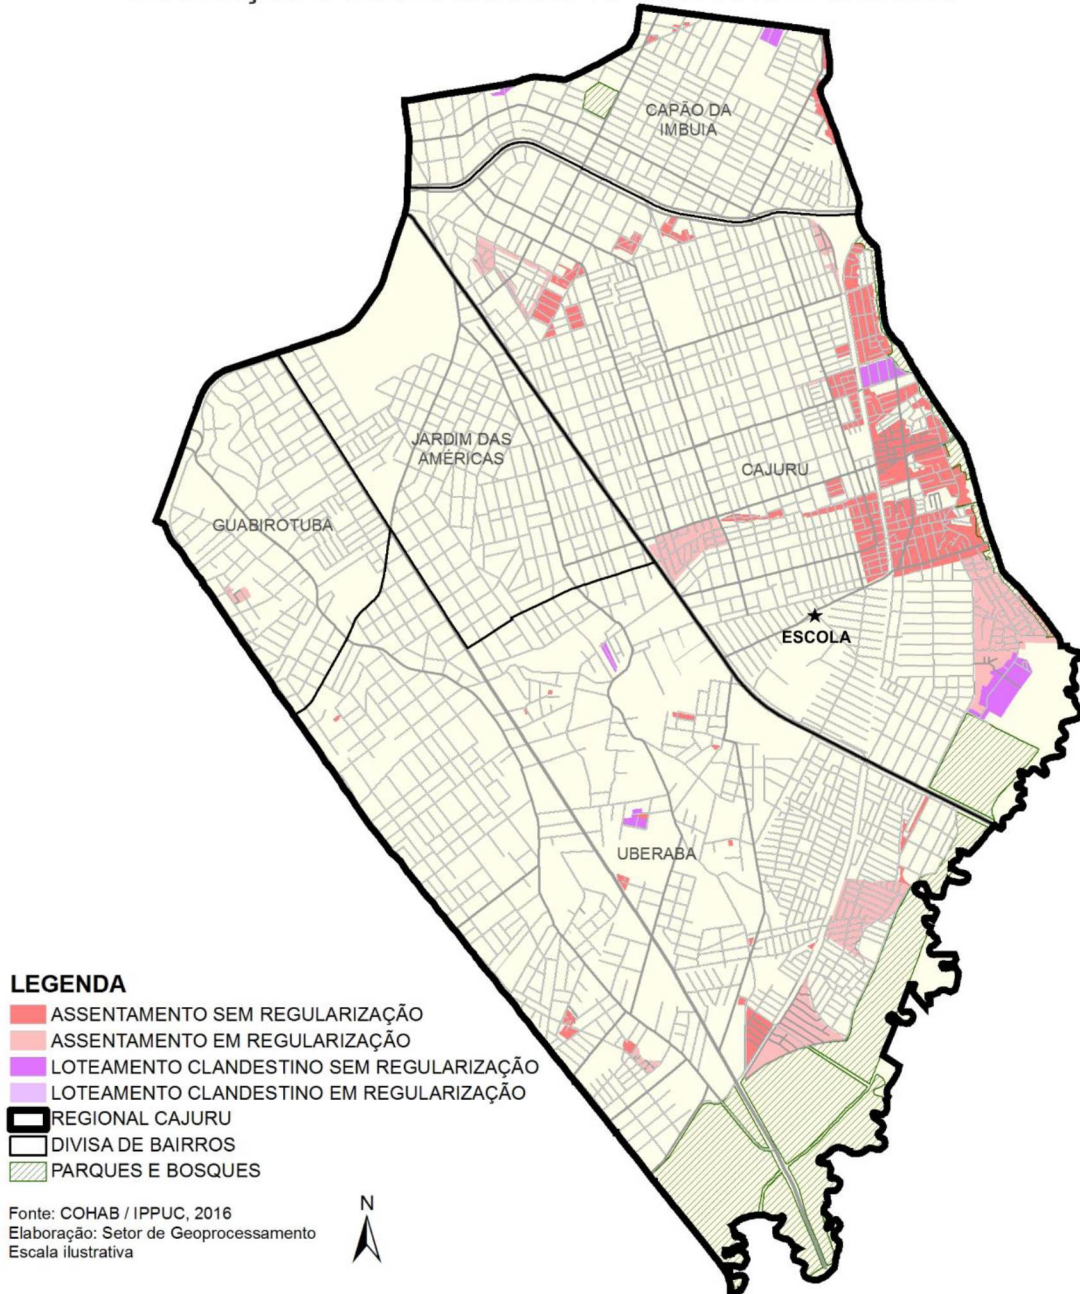 CAPÃO DA
IMBUIA
JARDIM DAS
AMÉRICAS
CAJURU
GUABIROTUBA
ESCOLA
UBERABA
LEGENDA
ASSENTAMENTO SEM REGULARIZAÇÃO
ASSENTAMENTO EM REGULARIZAÇÃO
LOTEAMENTO CLANDESTINO SEM REGULARIZAÇÃO
LOTEAMENTO CLANDESTINO EM REGULARIZAÇÃO
REGIONAL CAJURU
DIVISA DE BAIRROS
PARQUES E BOSQUES
Fonte: COHAB / IPPUC, 2016
Elaboração: Setor de Geoprocessamento
Escala ilustrativa
N